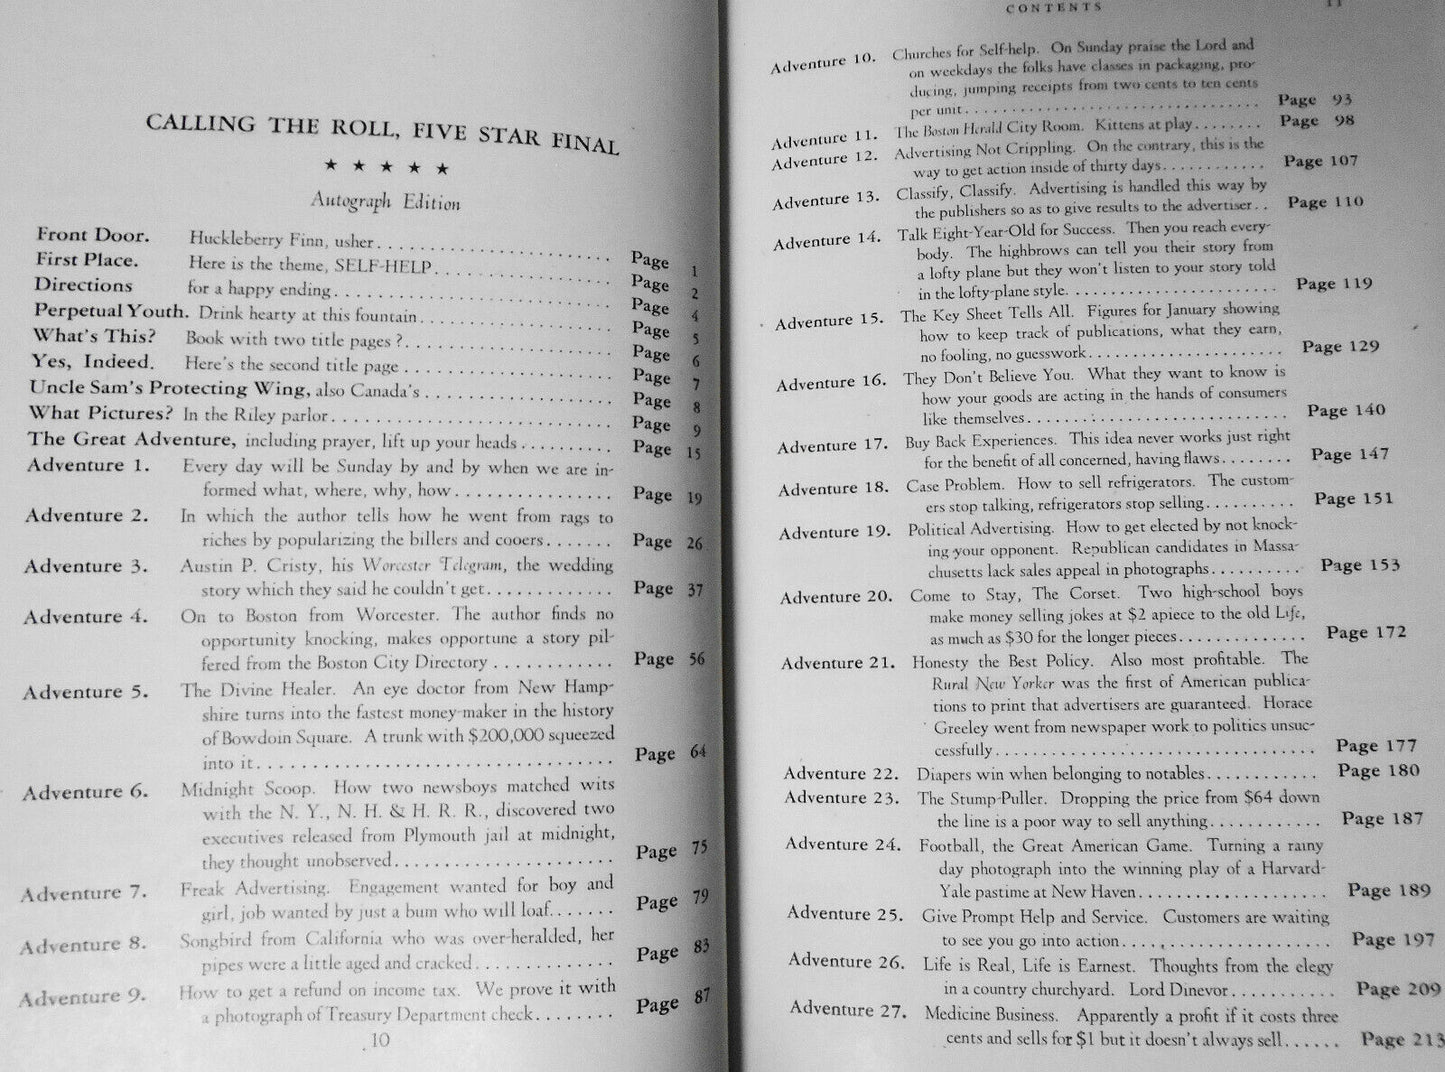 CALLING THE ROLL, FIVE STAR FINAL
★ ★ ★ ★ ★
Autograph Edition
Front Door. Huckleberry Finn, usher. . . . . . . . . . . . . . . . . . . . Page 1
First Place. Here is the theme, SELF-HELP. . . . . . . . . . . . . . . . Page 2
Directions for a happy ending. . . . . . . . . . . . . . . . . . . . . . . . Page 4
Perpetual Youth. Drink hearty at this fountain. . . . . . . . . . . . . . Page 5
What's This? Book with two title pages ?. . . . . . . . . . . . . . . . . Page 6
Yes, Indeed. Here's the second title page . . . . . . . . . . . . . . . . Page 7
Uncle Sam's Protecting Wing, also Canada's . . . . . . . . . . . . . . . Page 8
What Pictures? In the Riley parlor. . . . . . . . . . . . . . . . . . . . . Page 9
The Great Adventure, including prayer, lift up your heads . . . . . . . . . Page 15
Adventure 1. Every day will be Sunday by and by when we are in-
formed what, where, why, how. . . . . . . . . . . . . . . . Page 19
Adventure 2. In which the author tells how he went from rags to
riches by popularizing the billers and cooers. . . . . . . Page 26
Adventure 3. Austin P. Cristy, his Worcester Telegram, the wedding
story which they said he couldn't get. . . . . . . . . . . . . Page 37
Adventure 4. On to Boston from Worcester. The author finds no
opportunity knocking, makes opportune a story pil-
fered from the Boston City Directory . . . . . . . . . . . . Page 56
Adventure 5. The Divine Healer. An eye doctor from New Hamp-
shire turns into the fastest money-maker in the history
of Bowdoin Square. A trunk with $200,000 squeezed
into it. . . . . . . . . . . . . . . . . . . . . . . . . . . . . . . . . . . Page 64
Adventure 6. Midnight Scoop. How two newsboys matched wits
with the N. Y., N. H. & H. R. R., discovered two
executives released from Plymouth jail at midnight,
they thought unobserved. . . . . . . . . . . . . . . . . . . . . Page 75
Adventure 7. Freak Advertising. Engagement wanted for boy and
girl, job wanted by just a bum who will loaf. . . . . . . Page 79
Adventure 8. Songbird from California who was over-heralded, her
pipes were a little aged and cracked. . . . . . . . . . . . . . Page 83
Adventure 9. How to get a refund on income tax. We prove it with
a photograph of Treasury Department check. . . . . . . . Page 87
10
CONTENTS 11
Adventure 10. Churches for Self-help. On Sunday praise the Lord and
on weekdays the folks have classes in packaging, pro-
ducing, jumping receipts from two cents to ten cents
per unit. . . . . . . . . . . . . . . . . . . . . . . . . . . . . . . Page 93
Adventure 11. The Boston Herald City Room. Kittens at play. . . . . . . . Page 98
Adventure 12. Advertising Not Crippling. On the contrary, this is the
way to get action inside of thirty days. . . . . . . . . . . . Page 107
Adventure 13. Classify, Classify. Advertising is handled this way by
the publishers so as to give results to the advertiser. . Page 110
Adventure 14. Talk Eight-Year-Old for Success. Then you reach every-
body. The highbrows can tell you their story from
a lofty plane but they won't listen to your story told
in the lofty-plane style. . . . . . . . . . . . . . . . . . . . . Page 119
Adventure 15. The Key Sheet Tells All. Figures for January showing
how to keep track of publications, what they earn,
no fooling, no guesswork. . . . . . . . . . . . . . . . . . . . Page 129
Adventure 16. They Don't Believe You. What they want to know is
how your goods are acting in the hands of consumers
like themselves. . . . . . . . . . . . . . . . . . . . . . . . . . Page 140
Adventure 17. Buy Back Experiences. This idea never works just right
for the benefit of all concerned, having flaws. . . . . . . . Page 147
Adventure 18. Case Problem. How to sell refrigerators. The custom-
ers stop talking, refrigerators stop selling. . . . . . . . . . Page 151
Adventure 19. Political Advertising. How to get elected by not knock-
ing your opponent. Republican candidates in Massa-
chusetts lack sales appeal in photographs. . . . . . . . . . Page 153
Adventure 20. Come to Stay, The Corset. Two high-school boys
make money selling jokes at $2 apiece to the old Life,
as much as $30 for the longer pieces. . . . . . . . . . . . . Page 172
Adventure 21. Honesty the Best Policy. Also most profitable. The
Rural New Yorker was the first of American publica-
tions to print that advertisers are guaranteed. Horace
Greeley went from newspaper work to politics unsuc-
cessfully. . . . . . . . . . . . . . . . . . . . . . . . . . . . . . . . Page 177
Adventure 22. Diapers win when belonging to notables. . . . . . . . . . . . Page 180
Adventure 23. The Stump-Puller. Dropping the price from $64 down
the line is a poor way to sell anything. . . . . . . . . . . . Page 187
Adventure 24. Football, the Great American Game. Turning a rainy
day photograph into the winning play of a Harvard-
Yale pastime at New Haven. . . . . . . . . . . . . . . . . . . Page 189
Adventure 25. Give Prompt Help and Service. Customers are waiting
to see you go into action. . . . . . . . . . . . . . . . . . . . . Page 197
Adventure 26. Life is Real, Life is Earnest. Thoughts from the elegy
in a country churchyard. Lord Dinevor. . . . . . . . . . . Page 209
Adventure 27. Medicine Business. Apparently a profit if it costs three
cents and sells for $1 but it doesn't always sell. . . . . . Page 213